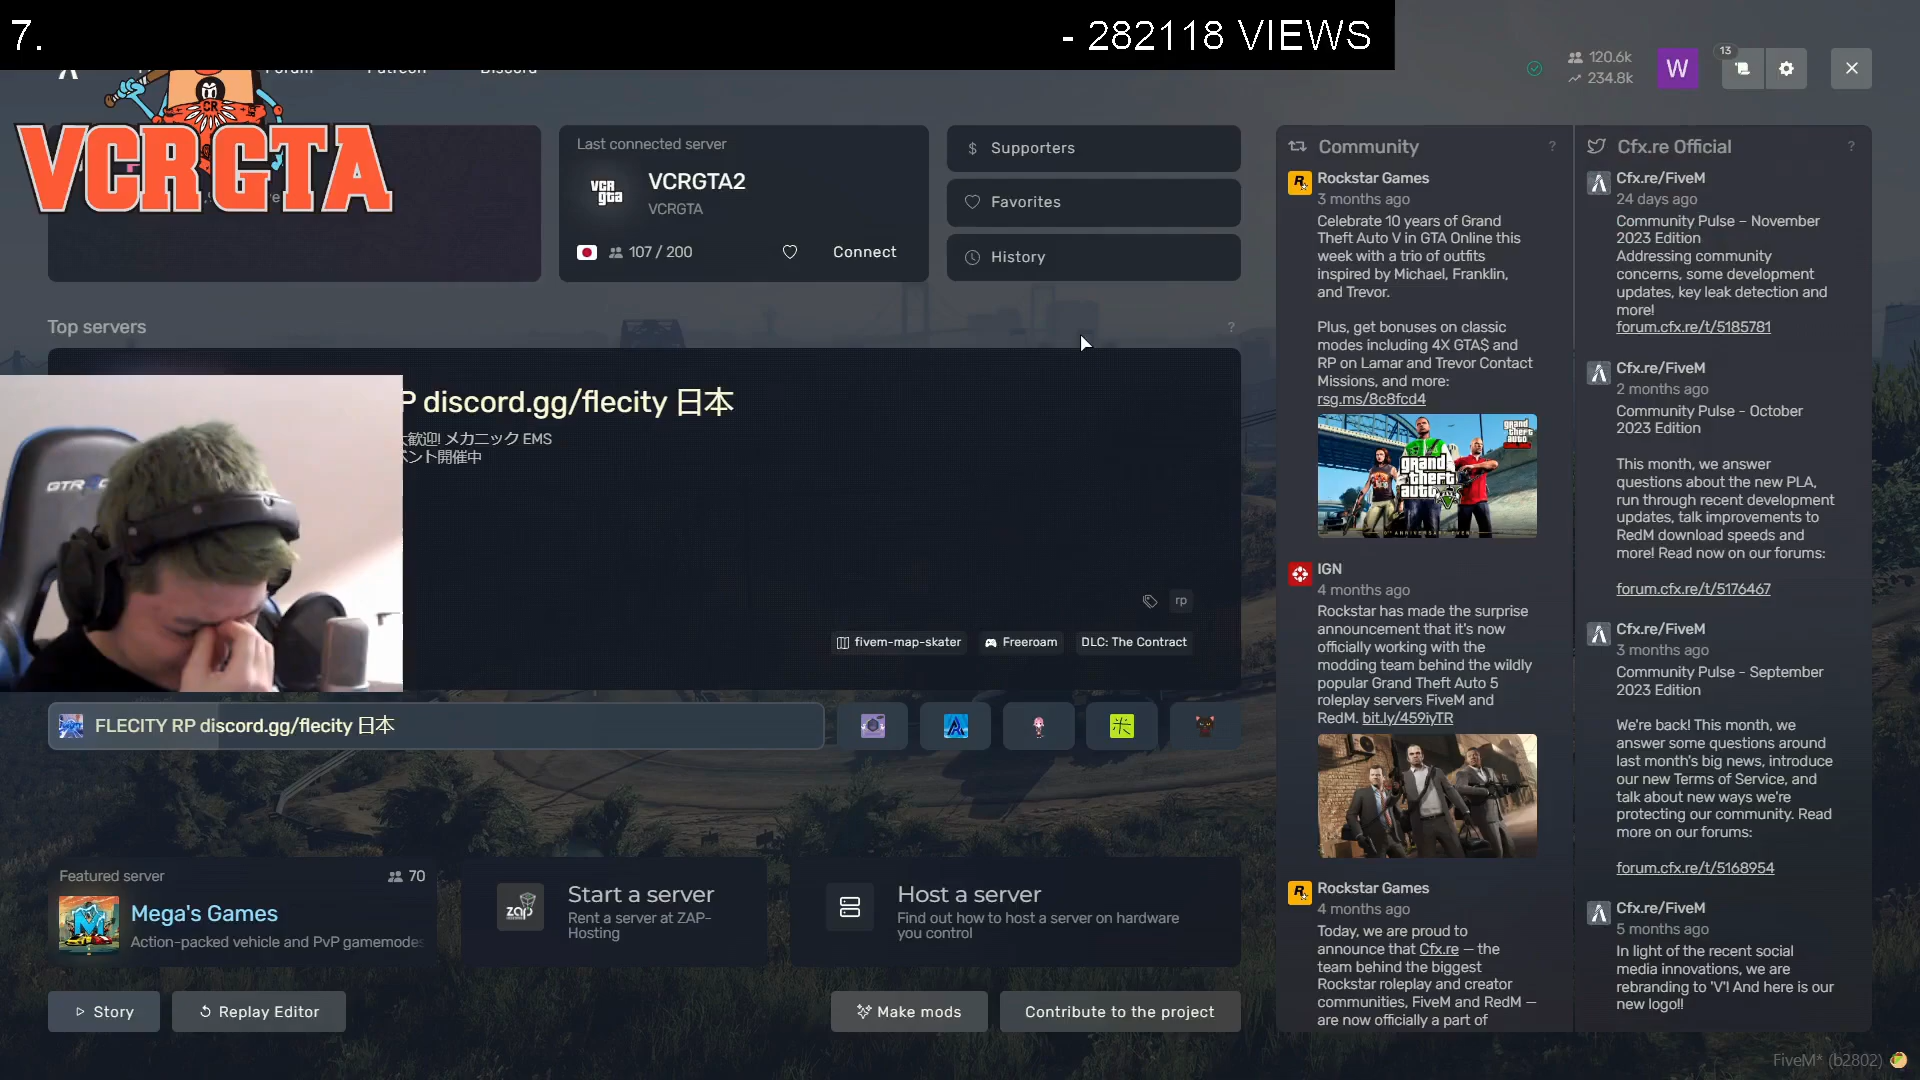 7.
- 282118 VIEWS
Forum
Patreon
Discord
120.6k
234.8k
W
13
VCRGTA
CR
Last connected server
VCR
gta
VCRGTA2
VCRGTA
107 / 200
Connect
Supporters
Favorites
History
Top servers
?
P discord.gg/flecity 日本
大歓迎! メカニック EMS
ベント開催中
rp
fivem-map-skater
Freeroam
DLC: The Contract
FLECITY RP discord.gg/flecity 日本
Featured server
70
Mega's Games
Action-packed vehicle and PvP gamemodes
zap
Start a server
Rent a server at ZAP-
Hosting
Host a server
Find out how to host a server on hardware
you control
Story
Replay Editor
Make mods
Contribute to the project
Community
?
Rockstar Games
3 months ago
Celebrate 10 years of Grand
Theft Auto V in GTA Online this
week with a trio of outfits
inspired by Michael, Franklin,
and Trevor.
Plus, get bonuses on classic
modes including 4X GTA$ and
RP on Lamar and Trevor Contact
Missions, and more:
rsg.ms/8c8fcd4
grand
theft
auto
V
IGN
4 months ago
Rockstar has made the surprise
announcement that it's now
officially working with the
modding team behind the wildly
popular Grand Theft Auto 5
roleplay servers FiveM and
RedM. bit.ly/459iyTR
Rockstar Games
4 months ago
Today, we are proud to
announce that Cfx.re — the
team behind the biggest
Rockstar roleplay and creator
communities, FiveM and RedM —
are now officially a part of
Cfx.re Official
?
Cfx.re/FiveM
24 days ago
Community Pulse – November
2023 Edition
Addressing community
concerns, some development
updates, key leak detection and
more!
forum.cfx.re/t/5185781
Cfx.re/FiveM
2 months ago
Community Pulse - October
2023 Edition
This month, we answer
questions about the new PLA,
run through recent development
updates, talk improvements to
RedM download speeds and
more! Read now on our forums:
forum.cfx.re/t/5176467
Cfx.re/FiveM
3 months ago
Community Pulse - September
2023 Edition
We're back! This month, we
answer some questions around
last month's big news, introduce
our new Terms of Service, and
talk about new ways we're
protecting our community. Read
more on our forums:
forum.cfx.re/t/5168954
Cfx.re/FiveM
5 months ago
In light of the recent social
media innovations, we are
rebranding to 'V'! And here is our
new logo!!
FiveM* (b2802)